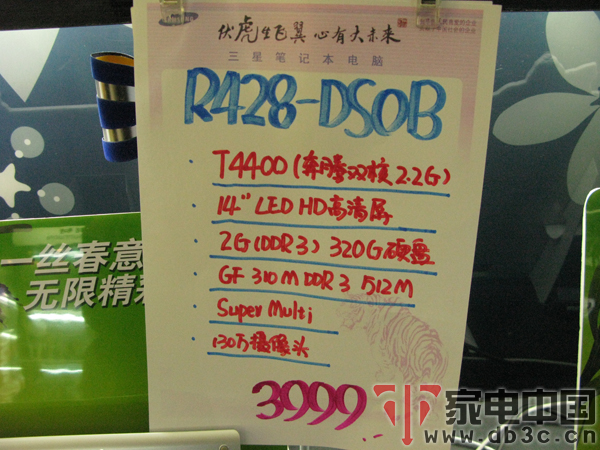 SAMSUNG
伏虎生飞翼 心有大未来
三星笔记本电脑
R428-DS0B
· T4400(奔腾双核2.2G)
· 14" LED HD高清屏
· 2G(DDR3) 320G硬盘
· GF 310M DDR3 512M
· Super Multi
· 130万摄像头
3999
一丝春意
无限精彩
家电中国
www.db3c.cn